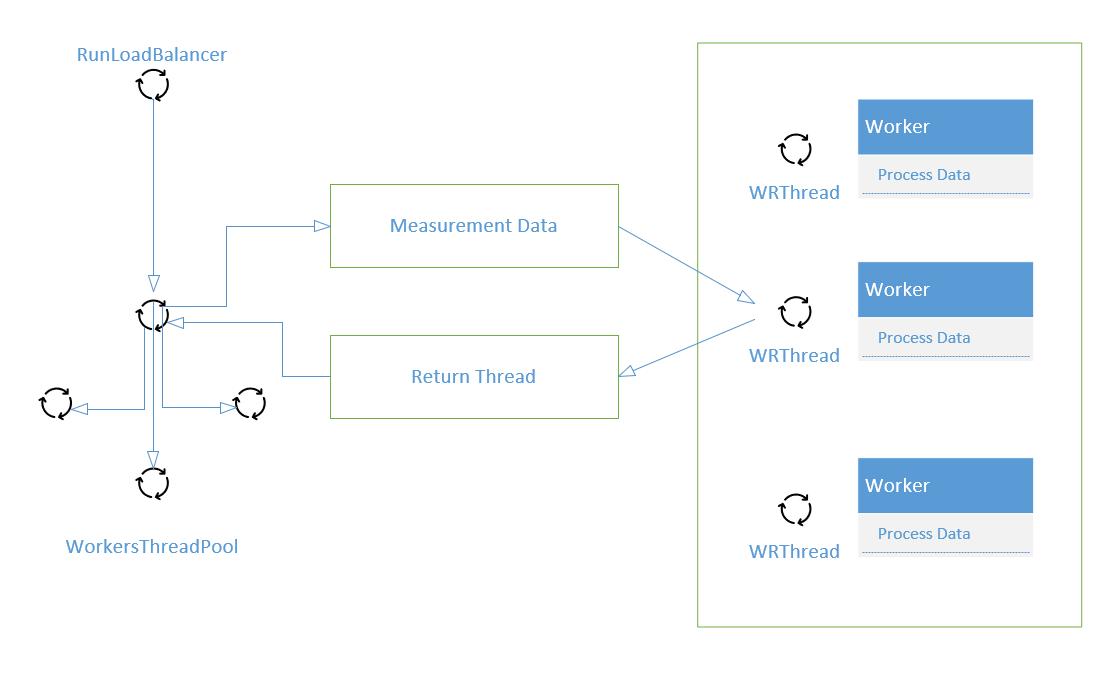 RunLoadBalancer
Measurement Data
Return Thread
WorkersThreadPool
Worker
Process Data
WRThread
Worker
Process Data
WRThread
Worker
Process Data
WRThread